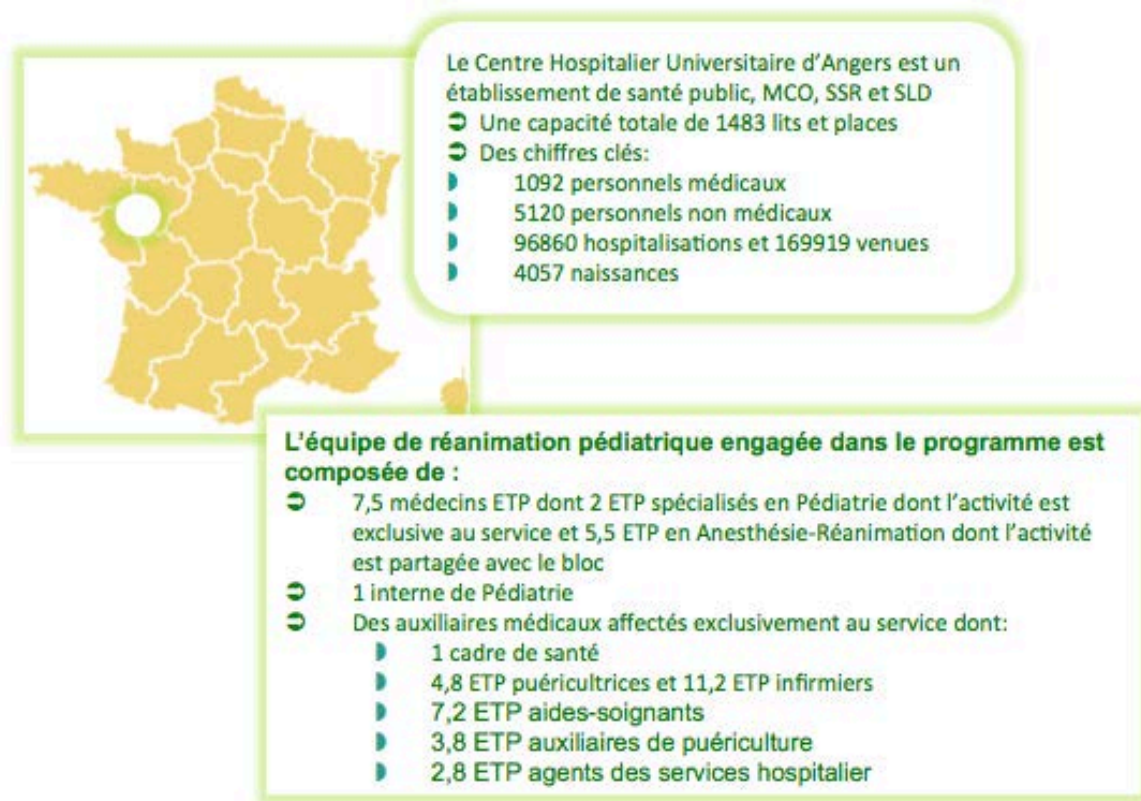 Le Centre Hospitalier Universitaire d'Angers est un
établissement de santé public, MCO, SSR et SLD
➲ Une capacité totale de 1483 lits et places
➲ Des chiffres clés:
◗ 1092 personnels médicaux
◗ 5120 personnels non médicaux
◗ 96860 hospitalisations et 169919 venues
◗ 4057 naissances
L'équipe de réanimation pédiatrique engagée dans le programme est
composée de :
➲ 7,5 médecins ETP dont 2 ETP spécialisés en Pédiatrie dont l'activité est
exclusive au service et 5,5 ETP en Anesthésie-Réanimation dont l'activité
est partagée avec le bloc
➲ 1 interne de Pédiatrie
➲ Des auxiliaires médicaux affectés exclusivement au service dont:
◗ 1 cadre de santé
◗ 4,8 ETP puéricultrices et 11,2 ETP infirmiers
◗ 7,2 ETP aides-soignants
◗ 3,8 ETP auxiliaires de puériculture
◗ 2,8 ETP agents des services hospitalier